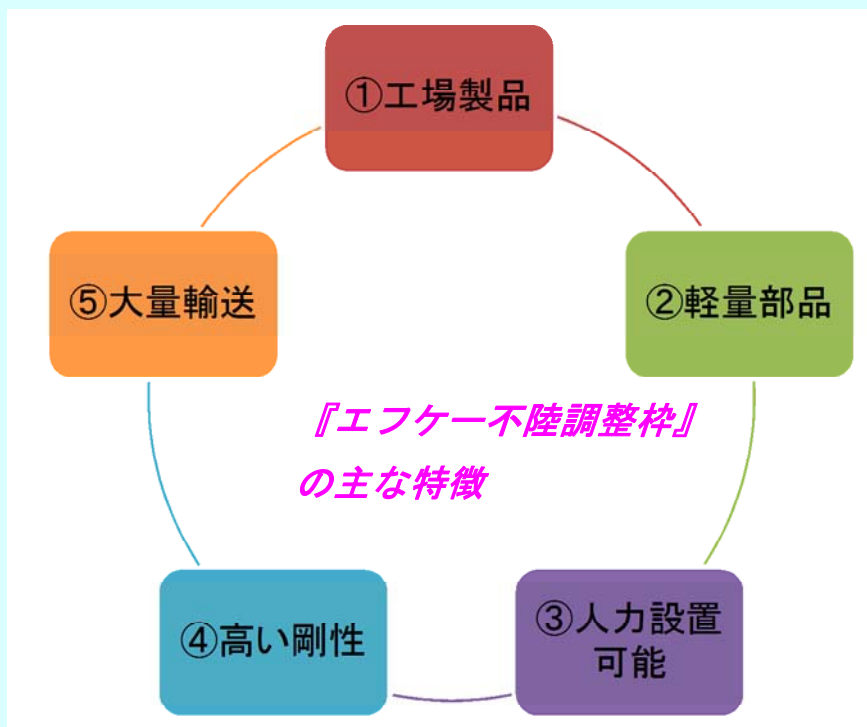 ①工場製品
②軽量部品
③人力設置
可能
④高い剛性
⑤大量輸送
『エフケー不陸調整枠』
の主な特徴